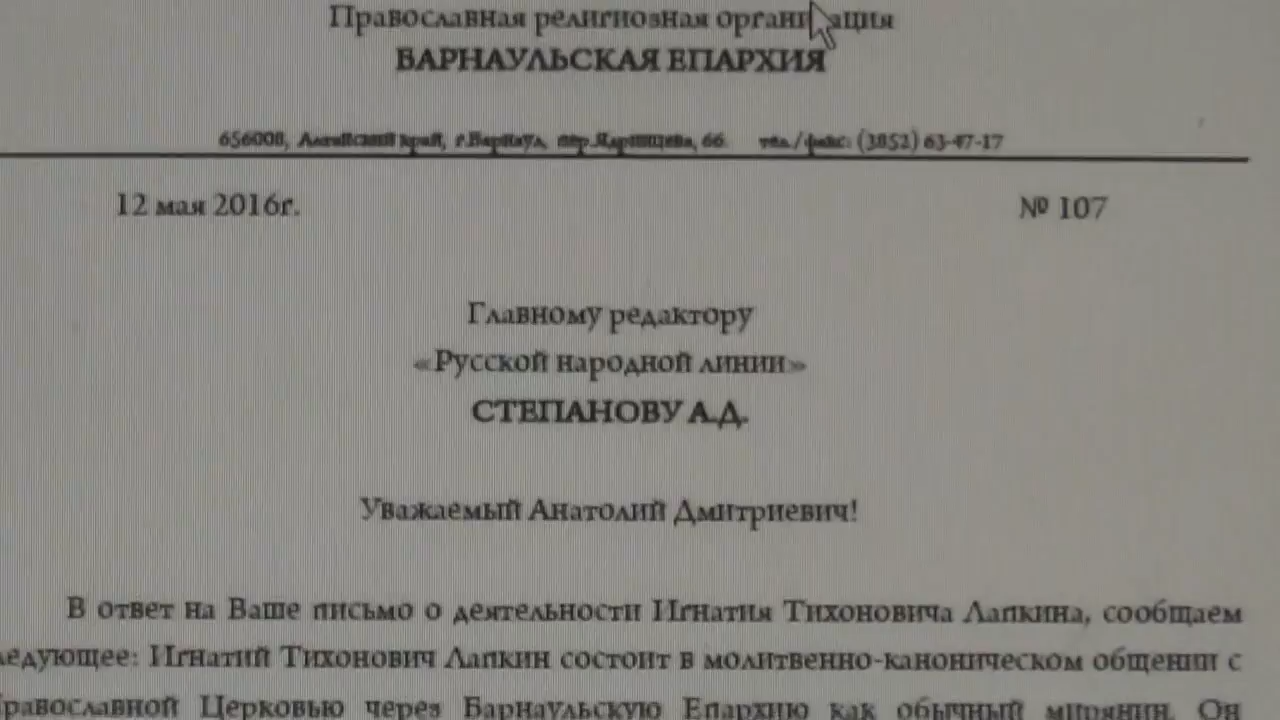 Православная религиозная организация
БАРНАУЛЬСКАЯ ЕПАРХИЯ
656008, Алтайский край, г.Барнаул, пер.Ядринцева, 66. тел./факс: (3852) 63-47-17
12 мая 2016г.
№ 107
Главному редактору
«Русской народной линии»
СТЕПАНОВУ А.Д.
Уважаемый Анатолий Дмитриевич!
В ответ на Ваше письмо о деятельности Игнатия Тихоновича Лапкина, сообщаем
ледующее: Игнатий Тихонович Лапкин состоит в молитвенно-каноническом общении с
равославной Церковью через Барнаульскую Епархию как обычный мирянин. Он